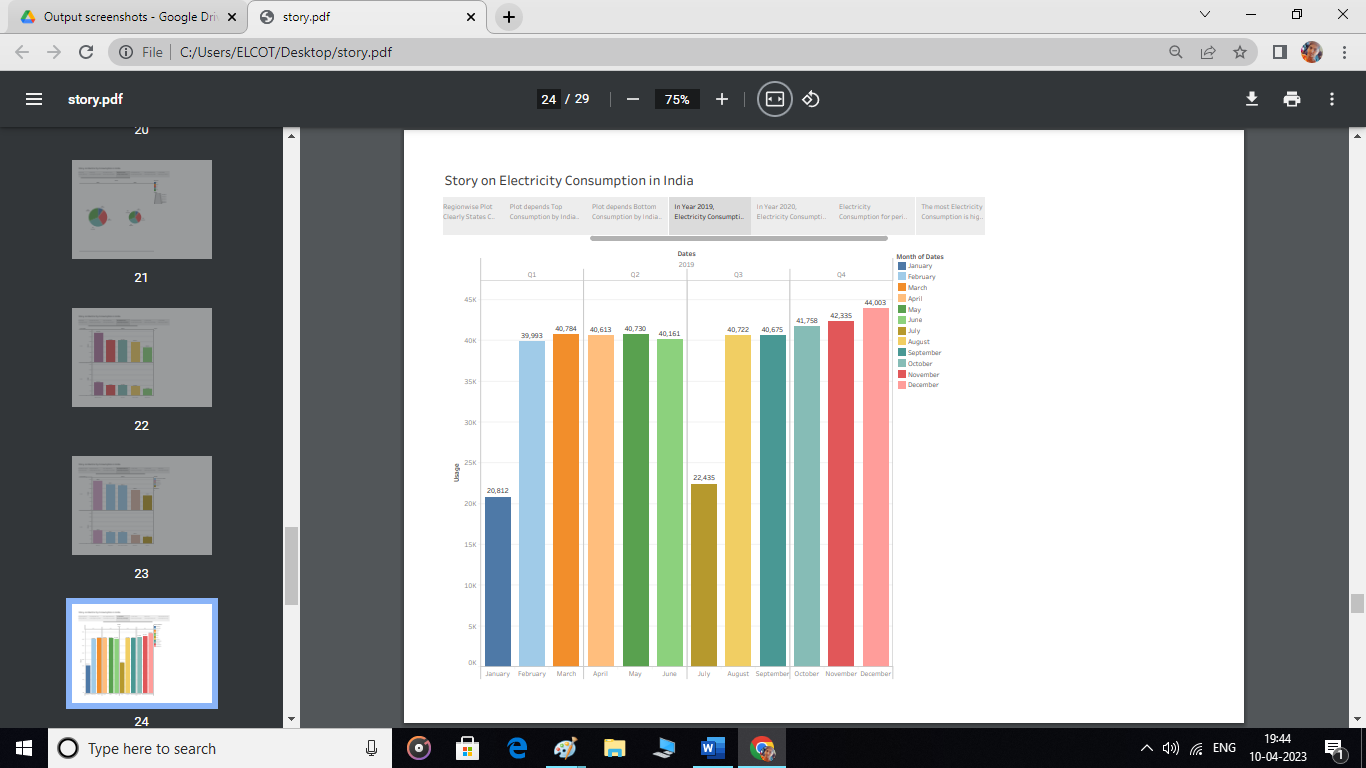 Output screenshots - Google Dri
story.pdf
File
C:/Users/ELCOT/Desktop/story.pdf
story.pdf
24 / 29
75%
20
21
22
23
24
Story on Electricity Consumption in India
Regionwise Plot
Clearly States C..
Plot depends Top
Consumption by India..
Plot depends Bottom
Consumption by India..
In Year 2019,
Electricity Consumpti..
In Year 2020,
Electricity Consumpti..
Electricity
Consumption for peri..
The most Electricity
Consumption is hig..
Dates
2019
Q1 Q2 Q3 Q4
Usage
45K
40K
35K
30K
25K
20K
15K
10K
5K
0K
20,812
39,993
40,784
40,613
40,730
40,161
22,435
40,722
40,675
41,758
42,335
44,003
January February March April May June July August September October November December
Month of Dates
January
February
March
April
May
June
July
August
September
October
November
December
Type here to search
ENG
19:44
10-04-2023
1